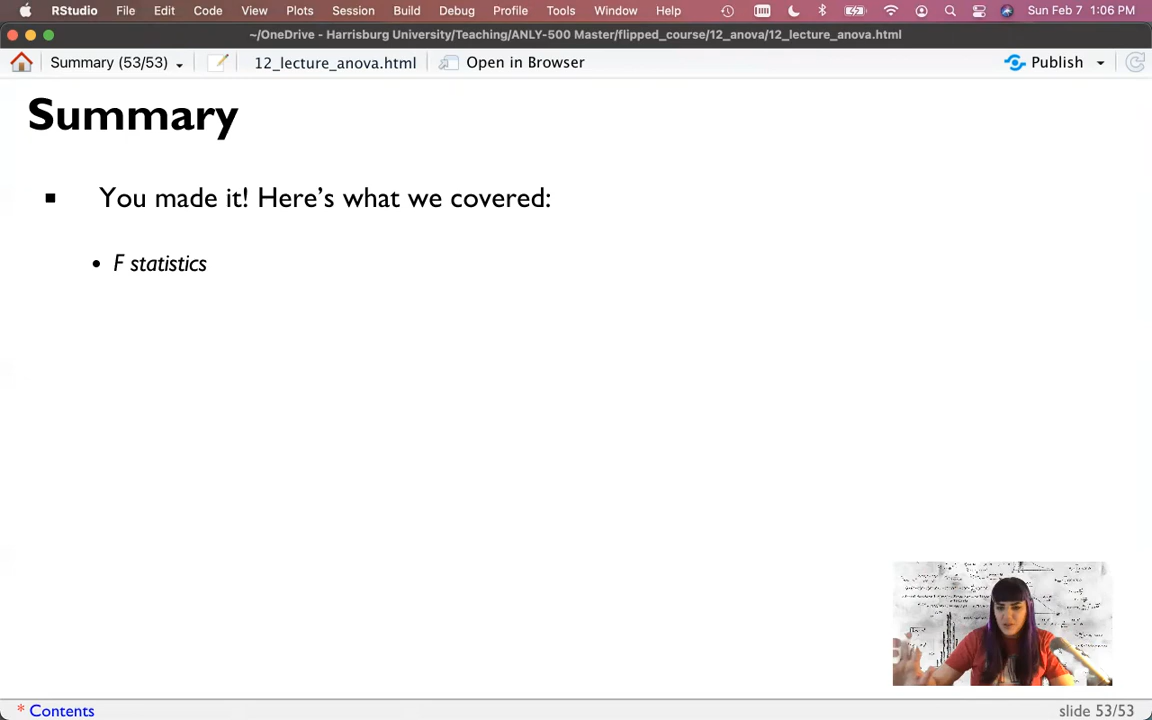 RStudio File Edit Code View Plots Session Build Debug Profile Tools Window Help Sun Feb 7 1:06 PM
~/OneDrive - Harrisburg University/Teaching/ANLY-500 Master/flipped_course/12_anova/12_lecture_anova.html
Summary (53/53) 12_lecture_anova.html Open in Browser Publish
Summary
You made it! Here's what we covered:
F statistics
* Contents slide 53/53